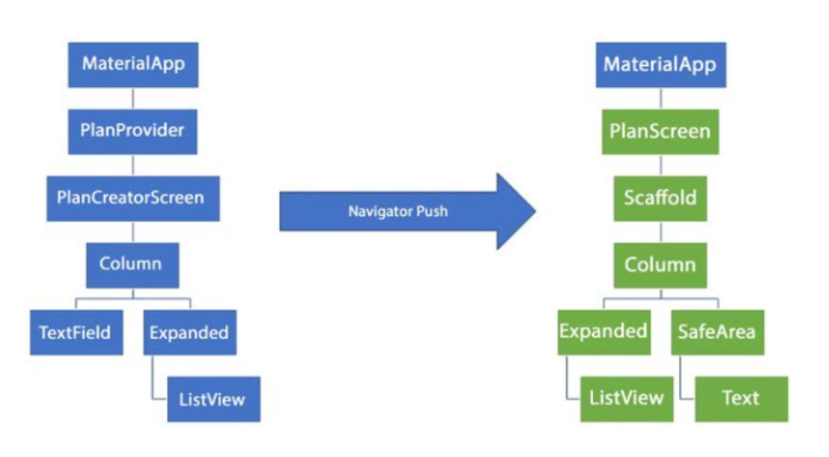 MaterialApp
PlanProvider
PlanCreatorScreen
Column
TextField
Expanded
ListView
Navigator Push
MaterialApp
PlanScreen
Scaffold
Column
Expanded
SafeArea
ListView
Text